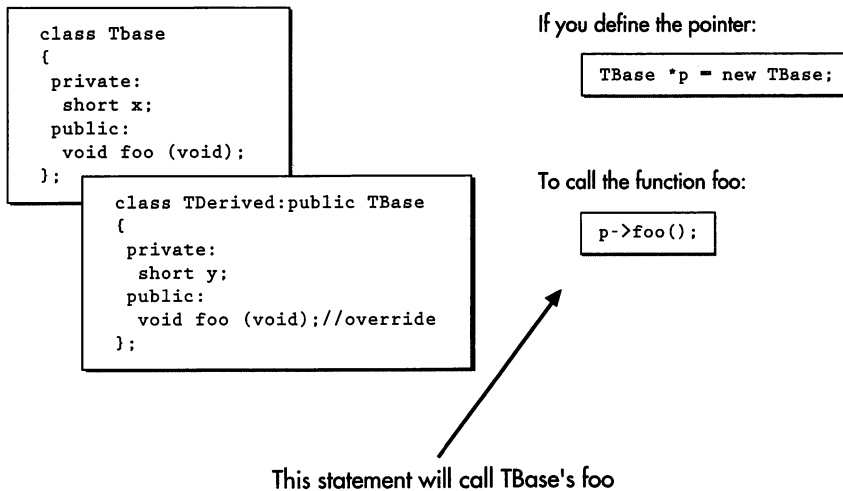 class Tbase
{
private:
short x;
public:
void foo (void);
};
class TDerived:public TBase
{
private:
short y;
public:
void foo (void);//override
};
If you define the pointer:
TBase *p = new TBase;
To call the function foo:
p->foo();
This statement will call TBase's foo